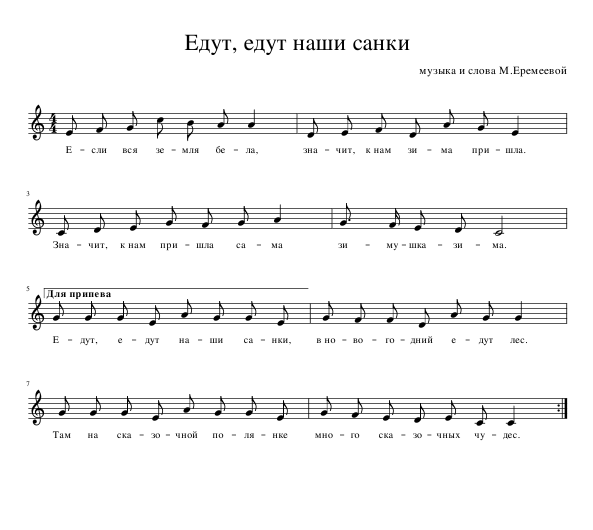 Едут, едут наши санки
музыка и слова М.Еремеевой
Е – сли вся зе – мля бе – ла, зна – чит, к нам зи – ма при – шла.
3
Зна – чит, к нам при – шла са – ма зи – му – шка – зи – ма.
5 Для припева
Е – дут, е – дут на – ши са – нки, в но – во – го – дний е – дут лес.
7
Там на ска – зо – чной по – ля – нке мно – го ска – зо – чных чу – дес.